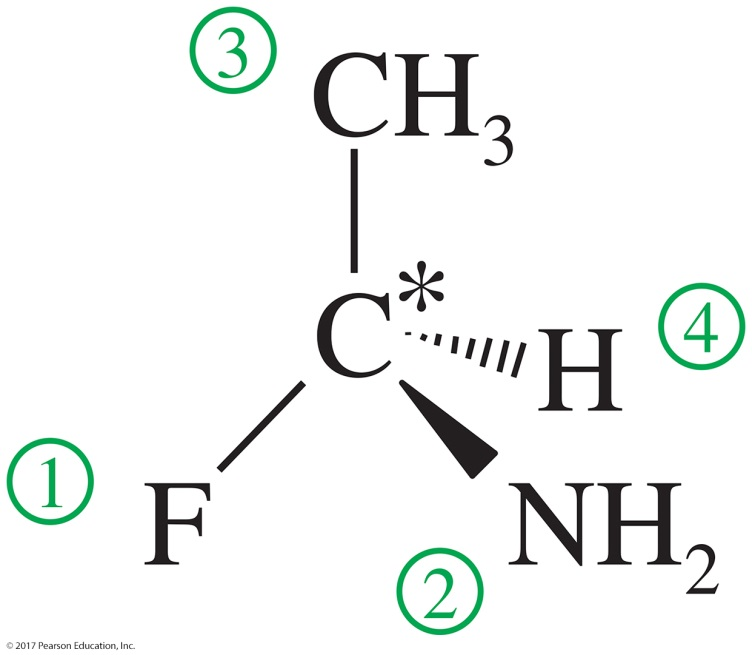 ③ CH₃
C*
H ④
① F
NH₂
②
© 2017 Pearson Education, Inc.